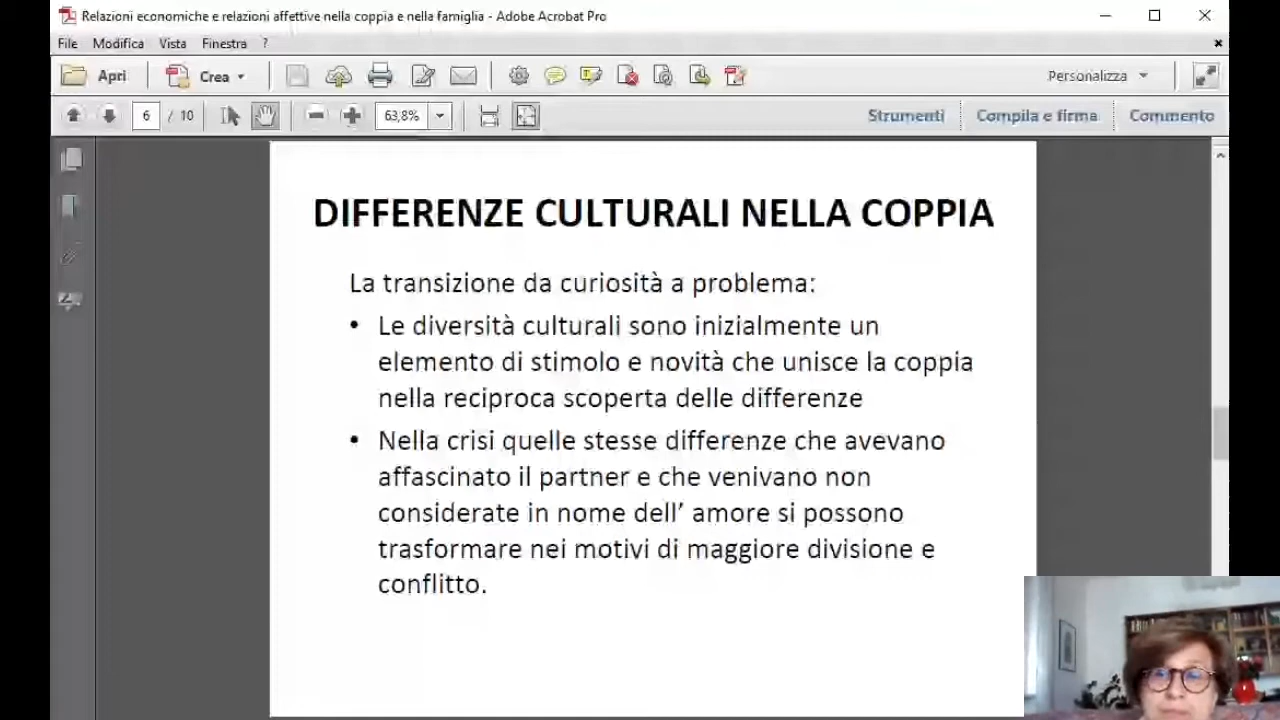 Relazioni economiche e relazioni affettive nella coppia e nella famiglia - Adobe Acrobat Pro
File Modifica Vista Finestra ?
Apri Crea Personalizza
6 / 10 63,8% Strumenti Compila e firma Commento
DIFFERENZE CULTURALI NELLA COPPIA
La transizione da curiosità a problema:
• Le diversità culturali sono inizialmente un
elemento di stimolo e novità che unisce la coppia
nella reciproca scoperta delle differenze
• Nella crisi quelle stesse differenze che avevano
affascinato il partner e che venivano non
considerate in nome dell’ amore si possono
trasformare nei motivi di maggiore divisione e
conflitto.